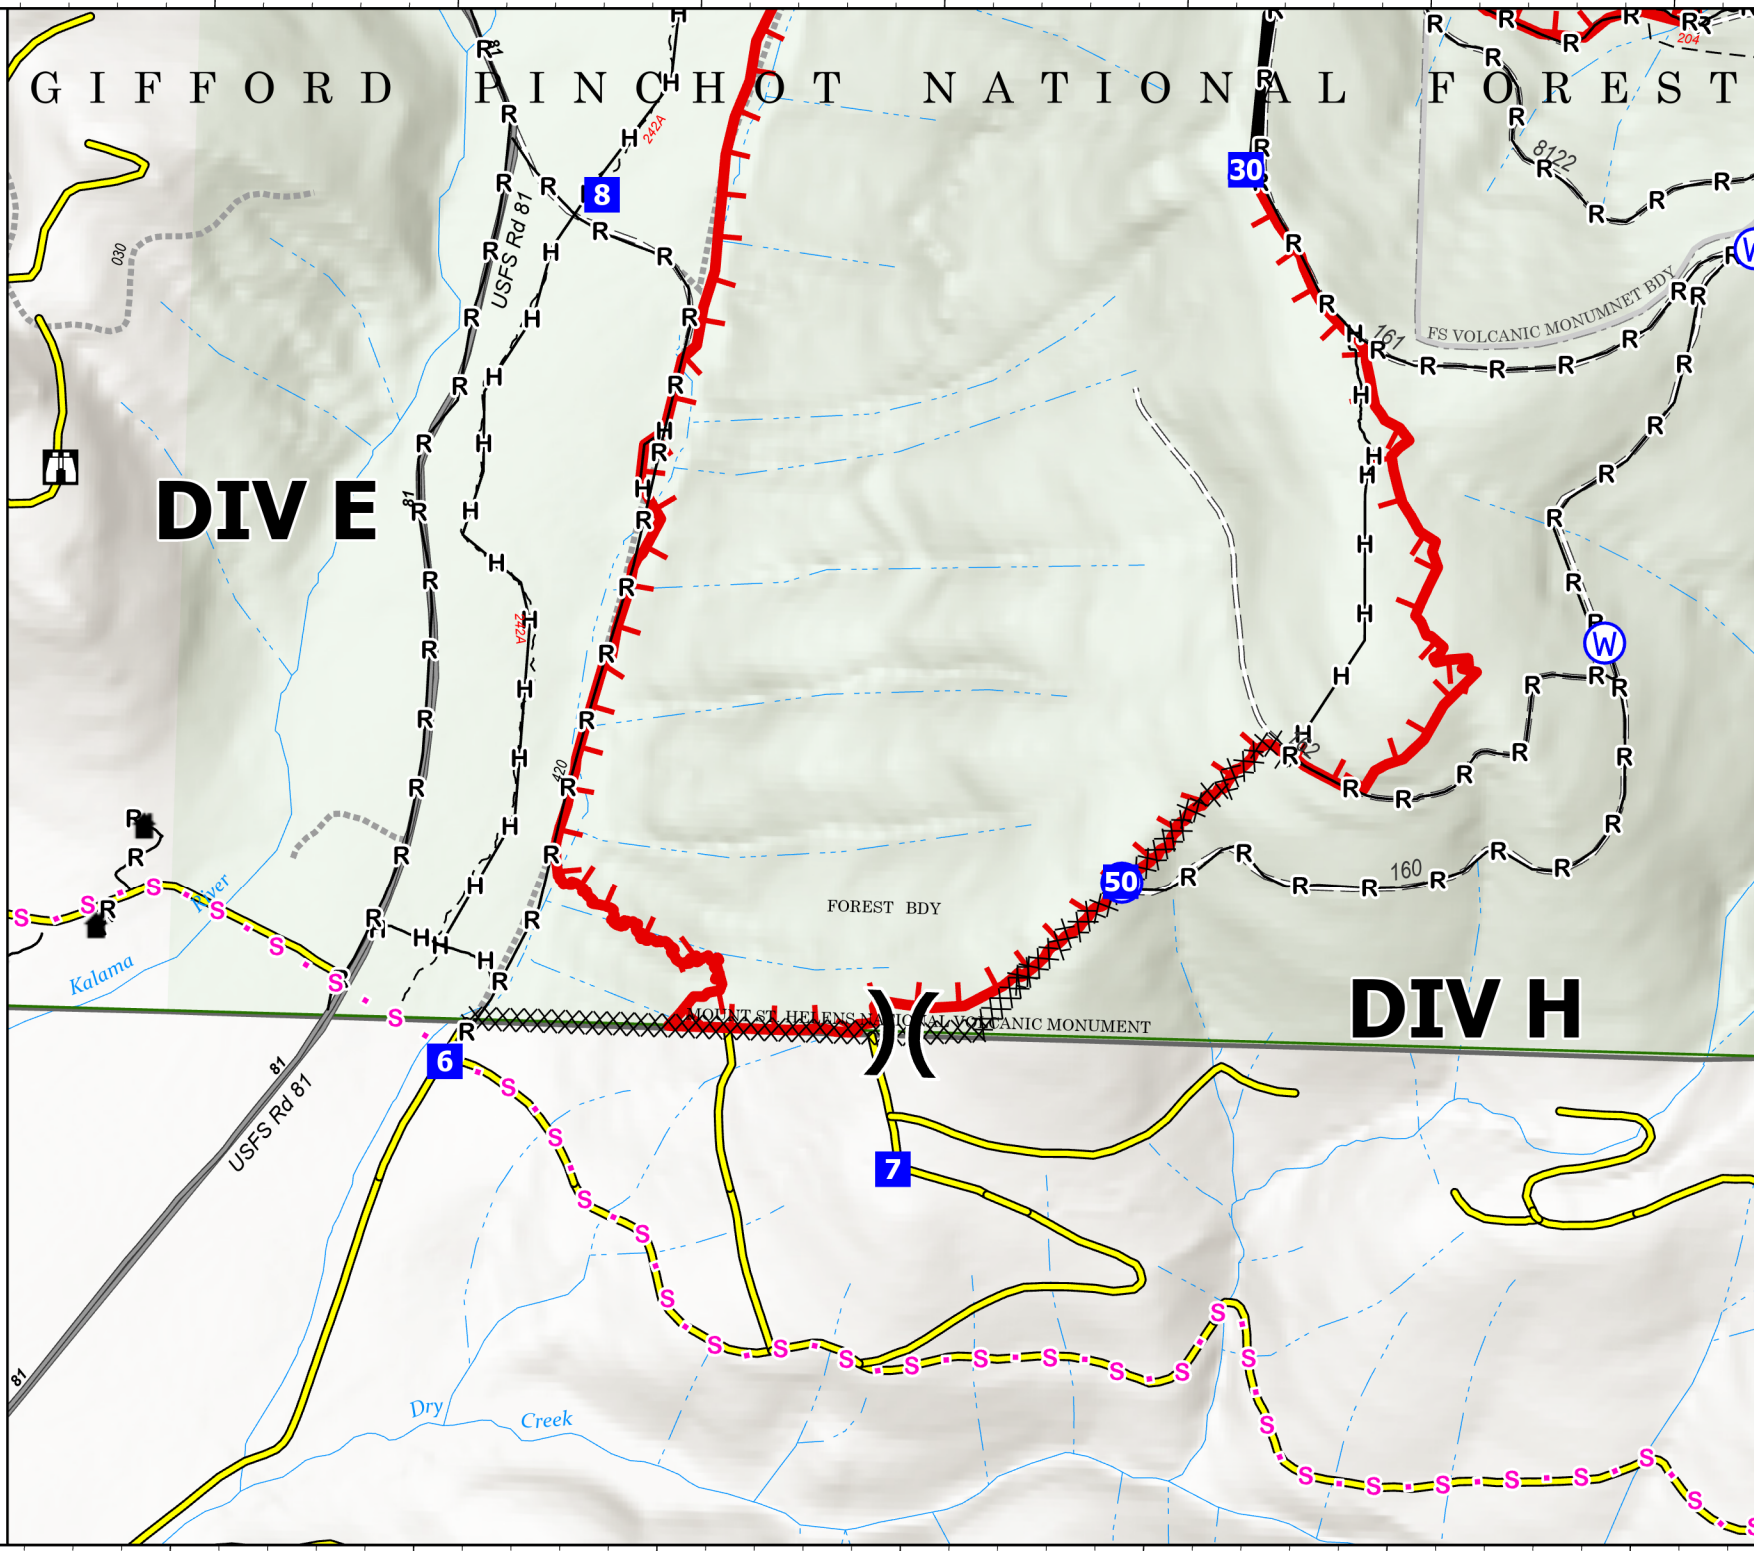 GIFFORD PINCHOT NATIONAL FOREST
204
81
242A
8122
30
8
USFS Rd 81
030
161
FS VOLCANIC MONUMNET BDY
W
DIV E
81
242A
W
420
50
160
FOREST BDY
River
Kalama
DIV H
MOUNT ST. HELENS NATIONAL VOLCANIC MONUMENT
6
81
USFS Rd 81
7
81
Dry Creek